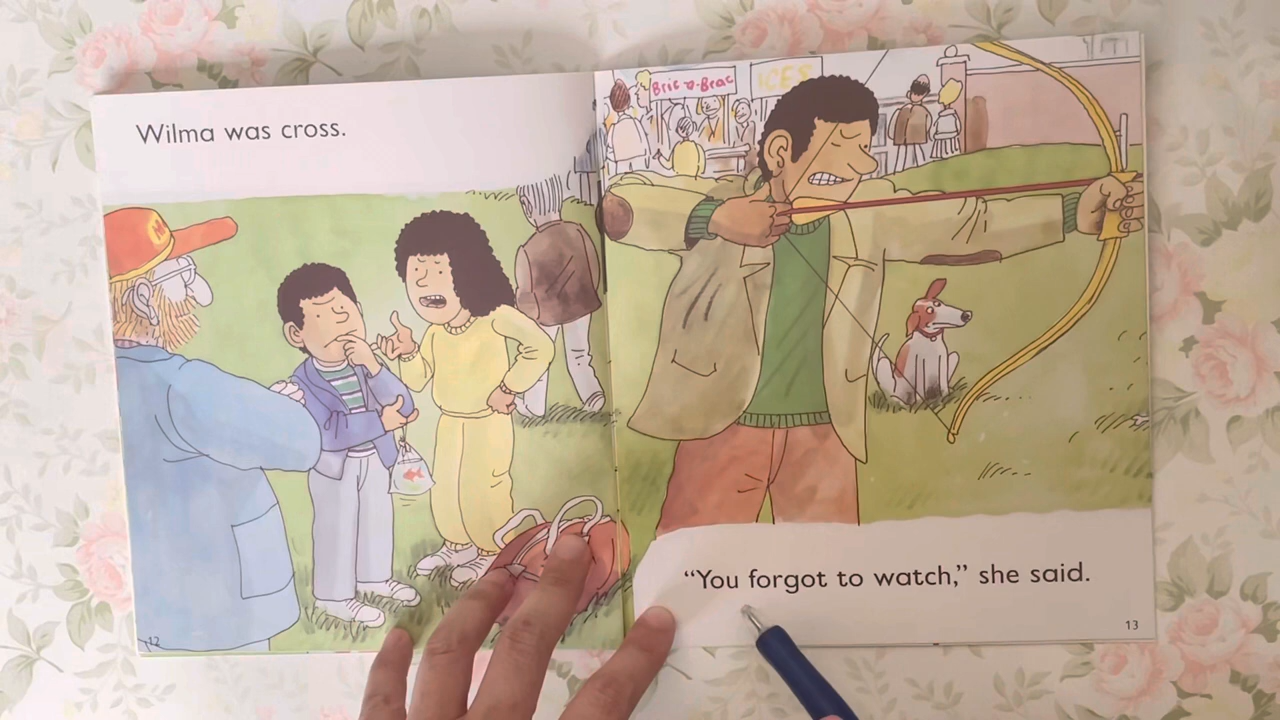 Wilma was cross.
Bric-a-Brac
ICES
M
"You forgot to watch," she said.
12
13